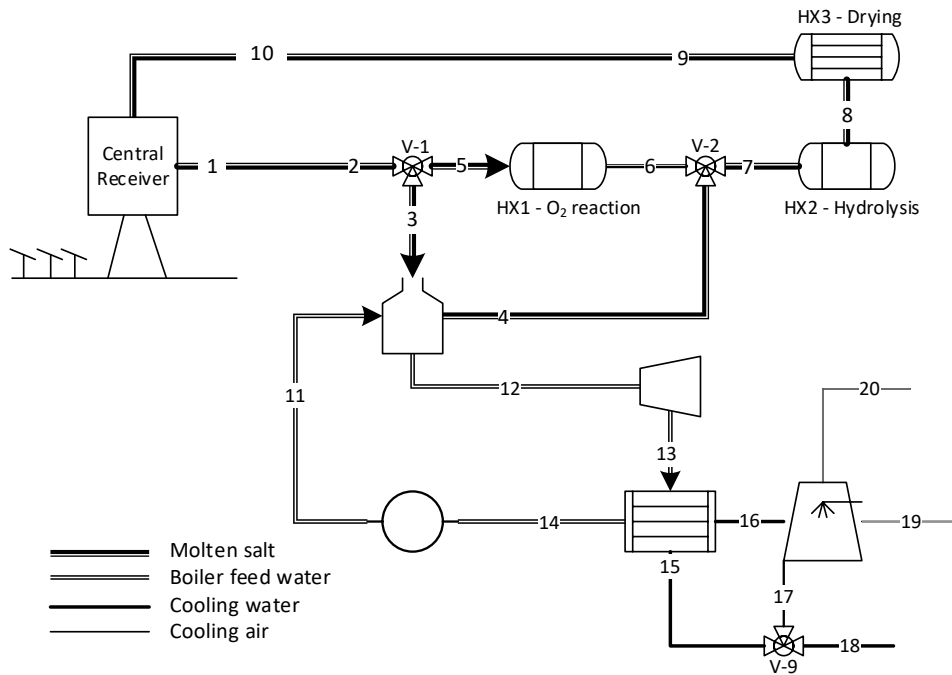 HX3 - Drying
10
9
8
Central
Receiver
V-1
V-2
1
2
5
6
7
HX1 - O₂ reaction
HX2 - Hydrolysis
3
4
11
12
20
13
14
16
19
Molten salt
15
Boiler feed water
17
Cooling water
Cooling air
18
V-9